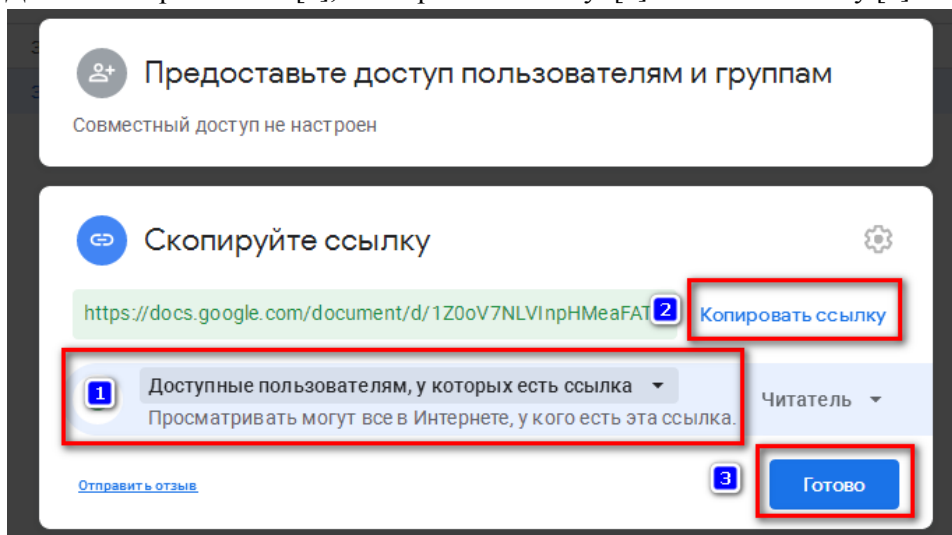 Предоставьте доступ пользователям и группам
Совместный доступ не настроен
Скопируйте ссылку
https://docs.google.com/document/d/1Z0oV7NLVInpHMeaFAT 2 Копировать ссылку
1 Доступные пользователям, у которых есть ссылка
Просматривать могут все в Интернете, у кого есть эта ссылка.
Читатель
Отправить отзыв
3 Готово